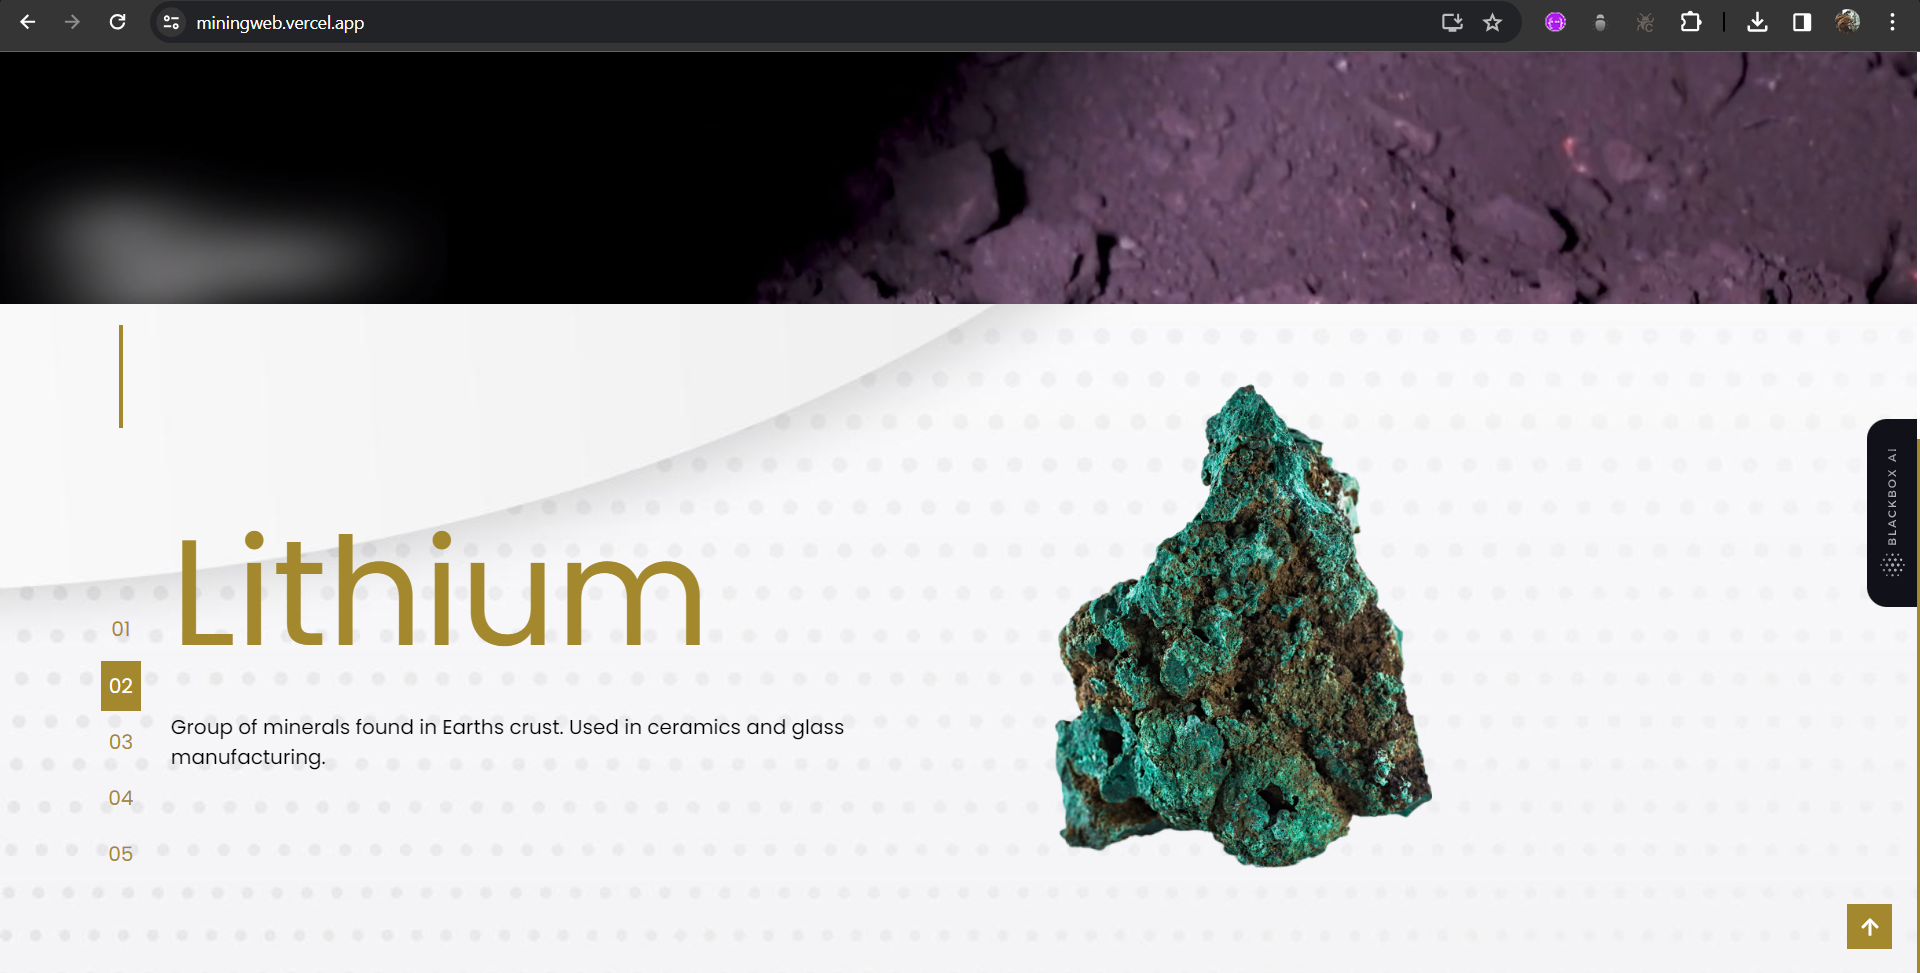 miningweb.vercel.app
Lithium
01
02
03
04
05
Group of minerals found in Earths crust. Used in ceramics and glass
manufacturing.
BLACKBOX AI